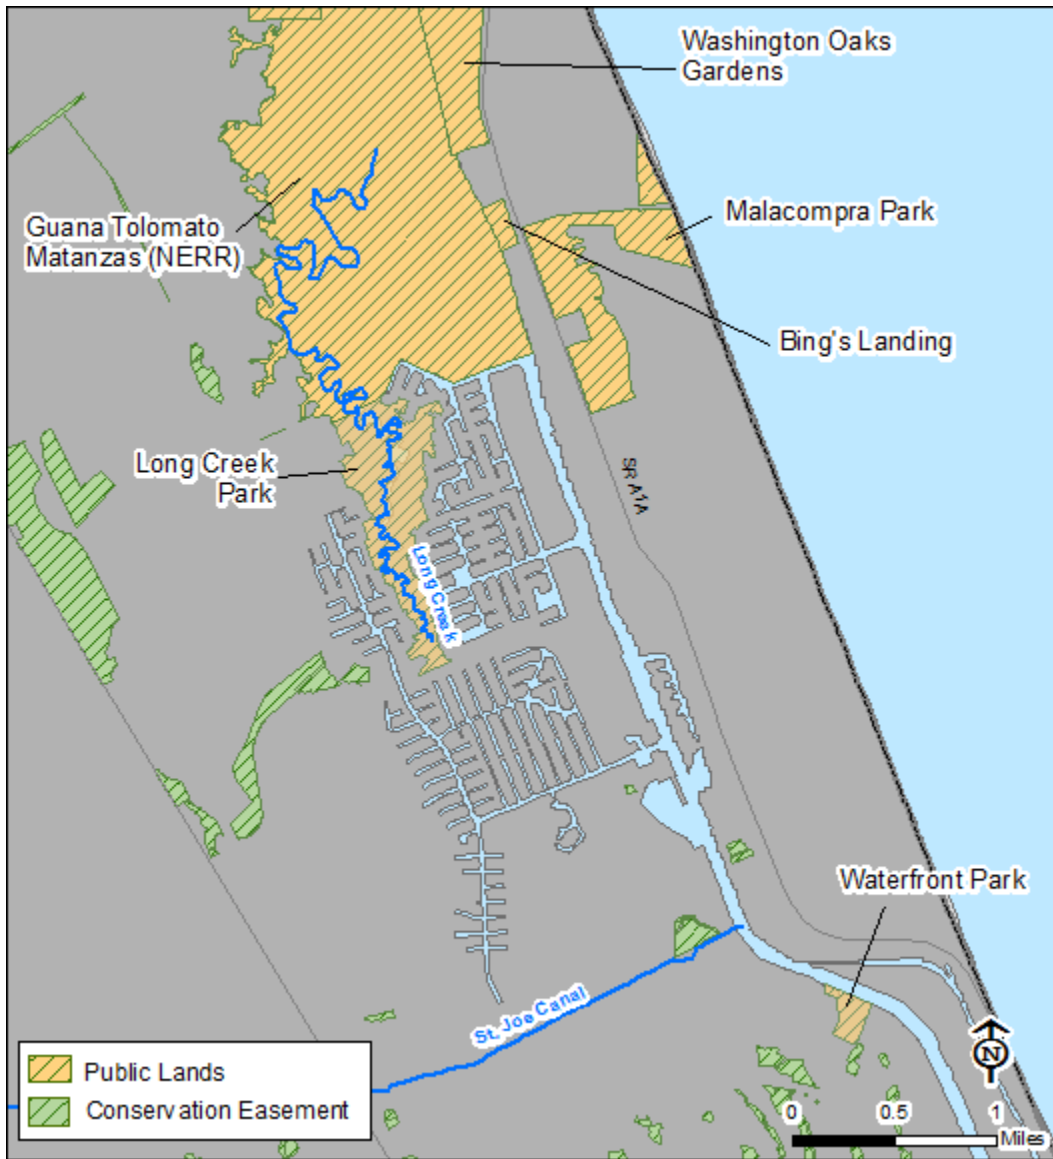 Washington Oaks
Gardens
Guana Tolomato
Matanzas (NERR)
Malacompra Park
Bing's Landing
Long Creek
Park
SR A1A
Long Creek
Waterfront Park
St. Joe Canal
N
Public Lands
Conservation Easement
0 0.5 1
Miles